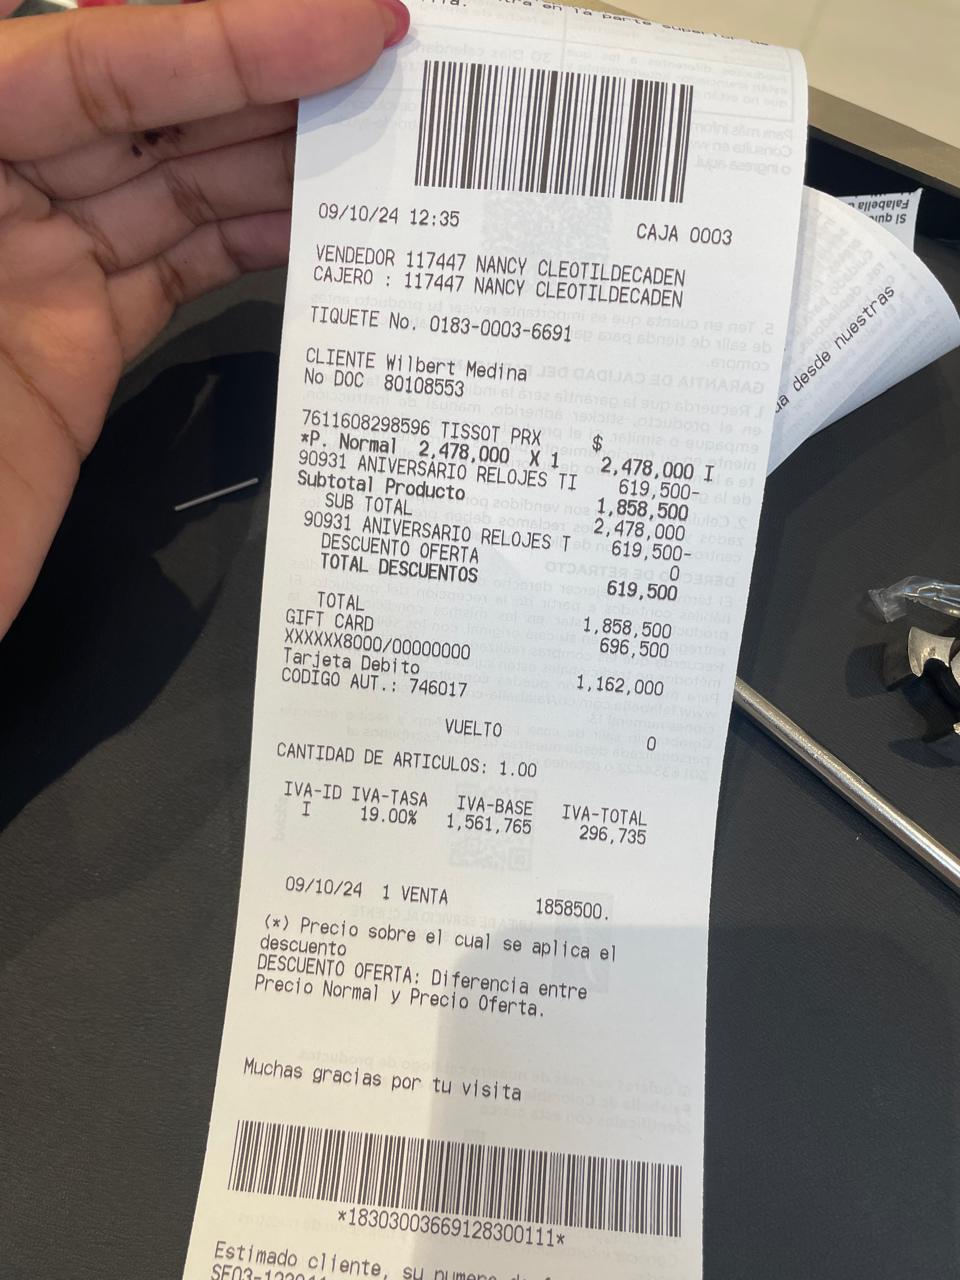 09/10/24 12:35 CAJA 0003
VENDEDOR 117447 NANCY CLEOTILDECADEN
CAJERO : 117447 NANCY CLEOTILDECADEN
TIQUETE No. 0183-0003-6691
CLIENTE Wilbert Medina
No DOC 80108553
7611608298596 TISSOT PRX $
*P. Normal 2,478,000 X 1 2,478,000 I
90931 ANIVERSARIO RELOJES TI 619,500-
Subtotal Producto 1,858,500
SUB TOTAL 2,478,000
90931 ANIVERSARIO RELOJES T 619,500-
DESCUENTO OFERTA 0
TOTAL DESCUENTOS 619,500
TOTAL 1,858,500
GIFT CARD 696,500
XXXXXX8000/00000000
Tarjeta Debito 1,162,000
CODIGO AUT.: 746017
VUELTO 0
CANTIDAD DE ARTICULOS: 1.00
IVA-ID IVA-TASA IVA-BASE IVA-TOTAL
I 19.00% 1,561,765 296,735
09/10/24 1 VENTA 1858500.
(*) Precio sobre el cual se aplica el
descuento
DESCUENTO OFERTA: Diferencia entre
Precio Normal y Precio Oferta.
Muchas gracias por tu visita
*18303003669128300111*
Estimado cliente, su numero de
desde nuestras
Si
Falabella